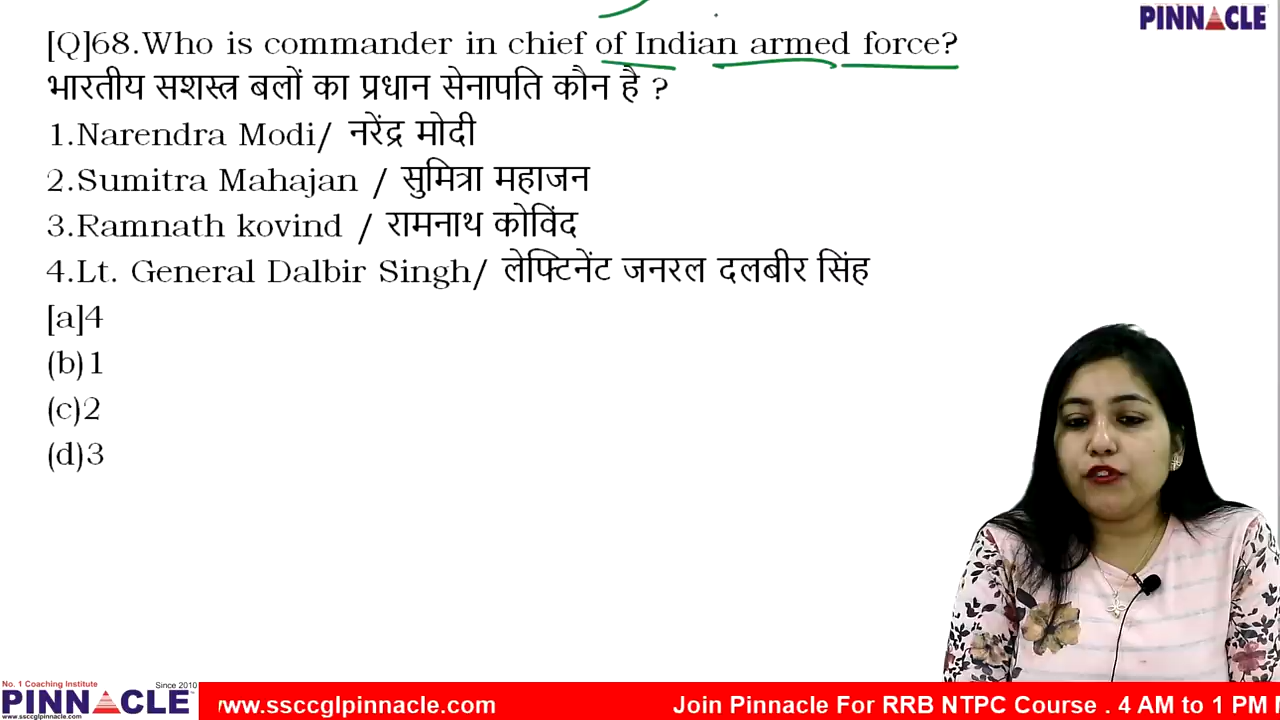 PINNACLE
[Q]68.Who is commander in chief of Indian armed force?
भारतीय सशस्त्र बलों का प्रधान सेनापति कौन है ?
1.Narendra Modi/ नरेंद्र मोदी
2.Sumitra Mahajan / सुमित्रा महाजन
3.Ramnath kovind / रामनाथ कोविंद
4.Lt. General Dalbir Singh/ लेफ्टिनेंट जनरल दलबीर सिंह
[a]4
(b)1
(c)2
(d)3
No. 1 Coaching Institute Since 2010
PINNACLE
www.ssccglpinnacle.com
www.ssccglpinnacle.com Join Pinnacle For RRB NTPC Course . 4 AM to 1 PM